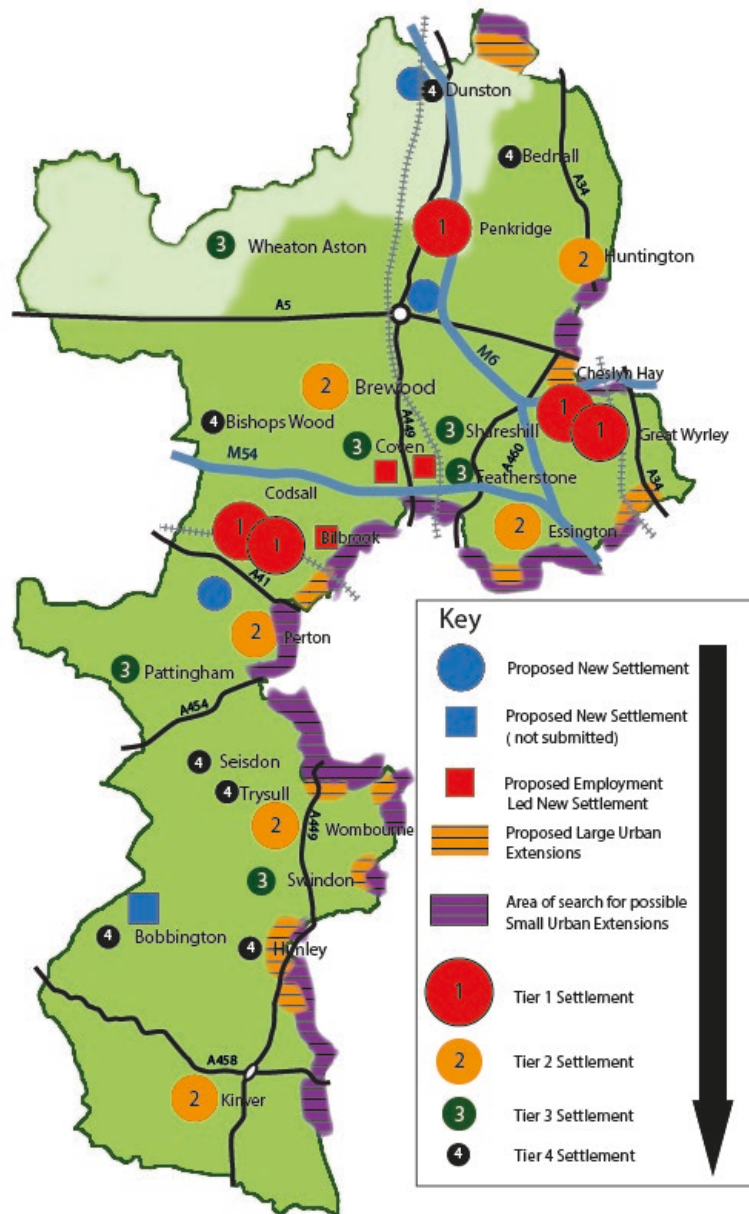 4 Dunston
4 Bednall
A34
1 Penkridge
3 Wheaton Aston
2 Huntington
A5
M6
Cheslyn Hay
2 Brewood
4 Bishops Wood
A449
3 Coven
3 Shareshill
A460
1
1 Great Wyrley
M54
3 Featherstone
A34
Codsall
1
1
Bilbrook
2 Essington
A41
2 Perton
3 Pattingham
A454
4 Seisdon
4 Trysull
2
A449
Wombourne
3 Swindon
4 Bobbington
4 Himley
A458
2 Kinver
Key
Proposed New Settlement
Proposed New Settlement
( not submitted)
Proposed Employment
Led New Settlement
Proposed Large Urban
Extensions
Area of search for possible
Small Urban Extensions
1 Tier 1 Settlement
2 Tier 2 Settlement
3 Tier 3 Settlement
4 Tier 4 Settlement